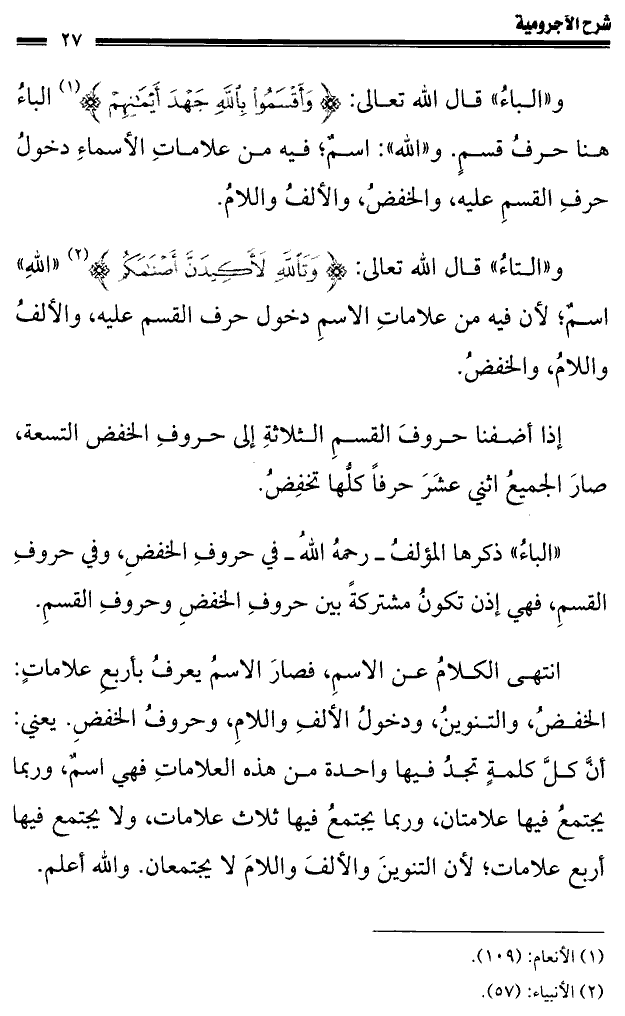 شرح الآجرومية
٢٧
و«الباءُ» قال الله تعالى: ﴿وَأَقْسَمُوا۟ بِٱللَّهِ جَهْدَ أَيْمَـٰنِهِمْ﴾(١) الباءُ
هنا حرفُ قسمٍ. و«الله»: اسمٌ؛ فيه من علاماتِ الأسماءِ دخولُ
حرفِ القسمِ عليه، والخفضُ، والألفُ واللامُ.
و«التاءُ» قال الله تعالى: ﴿وَتَٱللَّهِ لَأَكِيدَنَّ أَصْنَـٰمَكُم﴾(٢) «اللهِ»
اسمٌ؛ لأن فيه من علاماتِ الاسمِ دخول حرف القسم عليه، والألفُ
واللامُ، والخفضُ.
إذا أضفنا حروفَ القسمِ الثلاثةِ إلى حروفِ الخفض التسعة،
صارَ الجميعُ اثني عشَرَ حرفاً كلُّها تخفِضُ.
«الباءُ» ذكرها المؤلفُ ـ رحمهُ اللهُ ـ في حروفِ الخفضِ، وفي حروفِ
القسمِ، فهي إذن تكونُ مشتركةً بين حروفِ الخفضِ وحروفِ القسمِ.
انتهى الكلامُ عن الاسمِ، فصارَ الاسمُ يعرفُ بأربعِ علاماتٍ:
الخفضُ، والتنوينُ، ودخولُ الألفِ واللامِ، وحروفُ الخفضِ. يعني:
أنَّ كلَّ كلمةٍ تجدُ فيها واحدة من هذه العلاماتِ فهي اسمٌ، وربما
يجتمعُ فيها علامتان، وربما يجتمعُ فيها ثلاث علامات، ولا يجتمع فيها
أربع علامات؛ لأن التنوينَ والألفَ واللامَ لا يجتمعان. والله أعلم.
(١) الأنعام: (١٠٩).
(٢) الأنبياء: (٥٧).